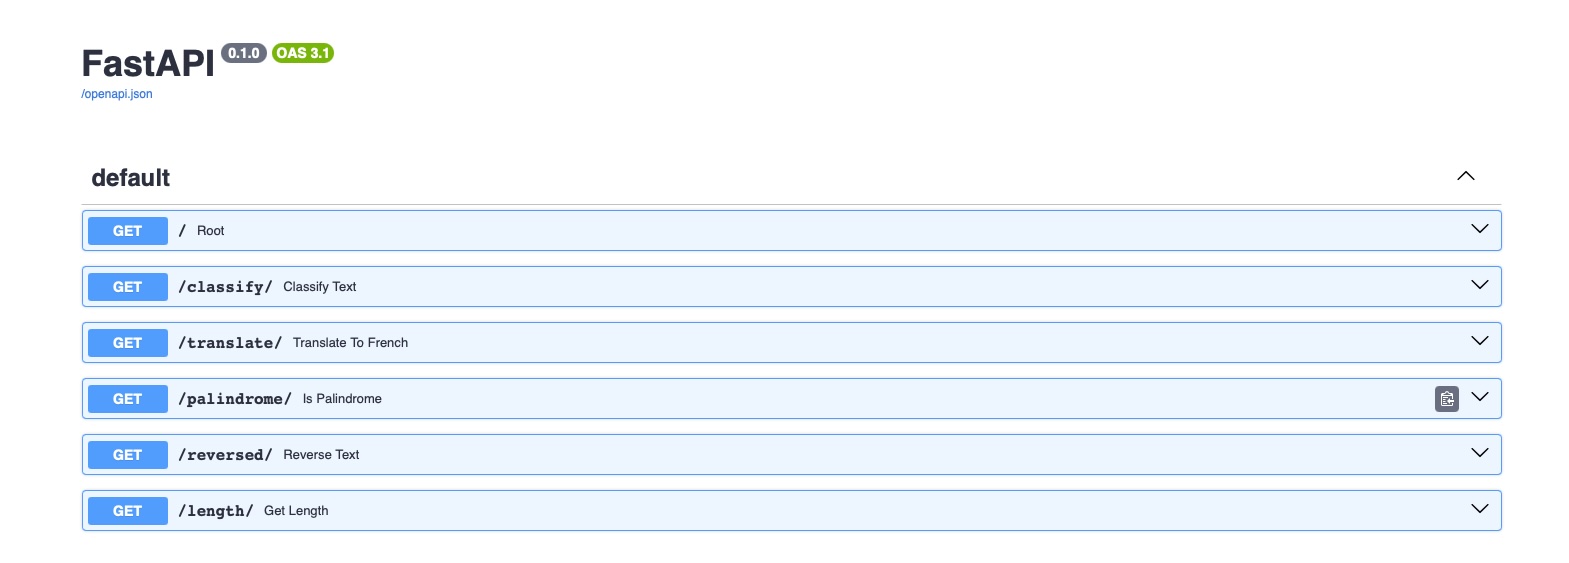 FastAPI 0.1.0 OAS 3.1
/openapi.json
default
GET / Root
GET /classify/ Classify Text
GET /translate/ Translate To French
GET /palindrome/ Is Palindrome
GET /reversed/ Reverse Text
GET /length/ Get Length